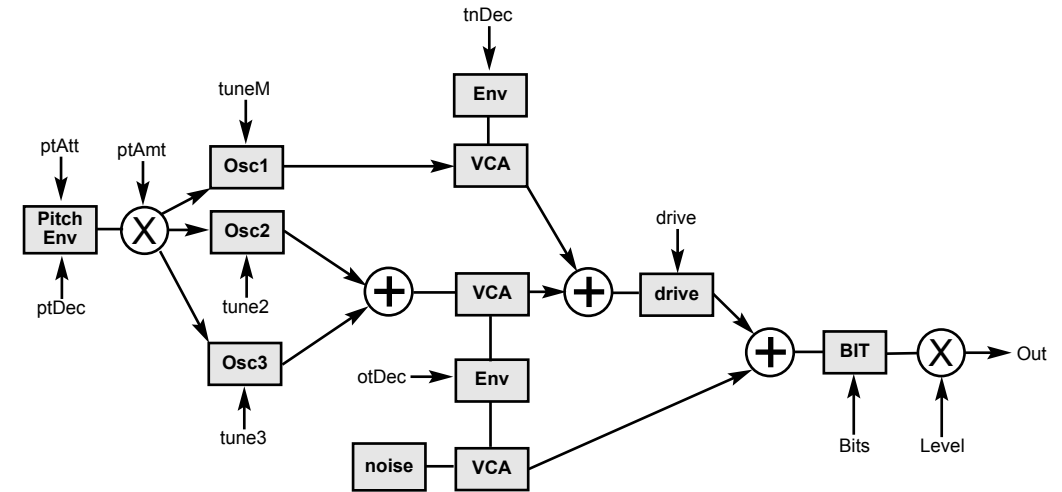 tnDec
Env
tuneM
ptAtt
ptAmt
Osc1
VCA
Pitch
Env
X
Osc2
drive
ptDec
tune2
+
VCA
+
drive
Osc3
otDec
Env
+
BIT
X
Out
tune3
noise
VCA
Bits
Level